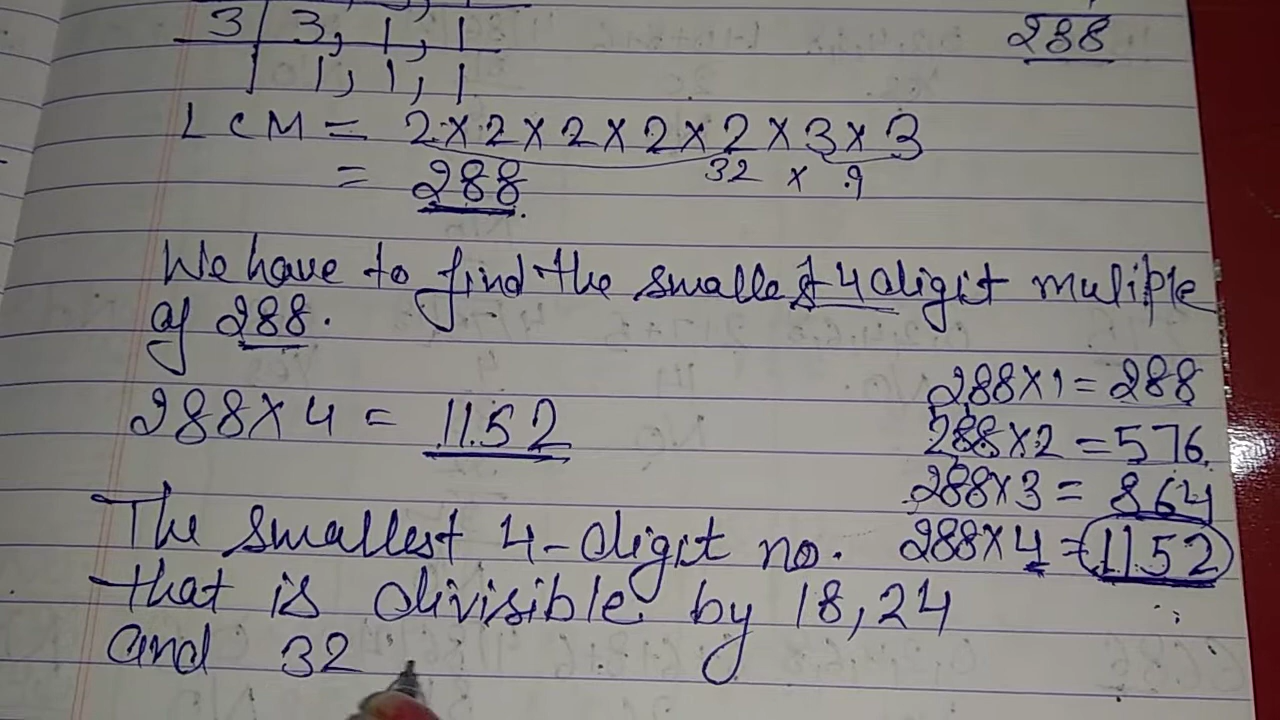 3 | 3, 1, 1
288
1, 1, 1
LCM = 2×2×2×2×2×3×3
32 × 9
= 288
We have to find the smallest 4 digit muliple
of 288.
288×1 = 288
288×4 = 1152
288×2 = 576
288×3 = 864
288×4 = 1152
The smallest 4-digit no.
that is divisible by 18, 24
and 32